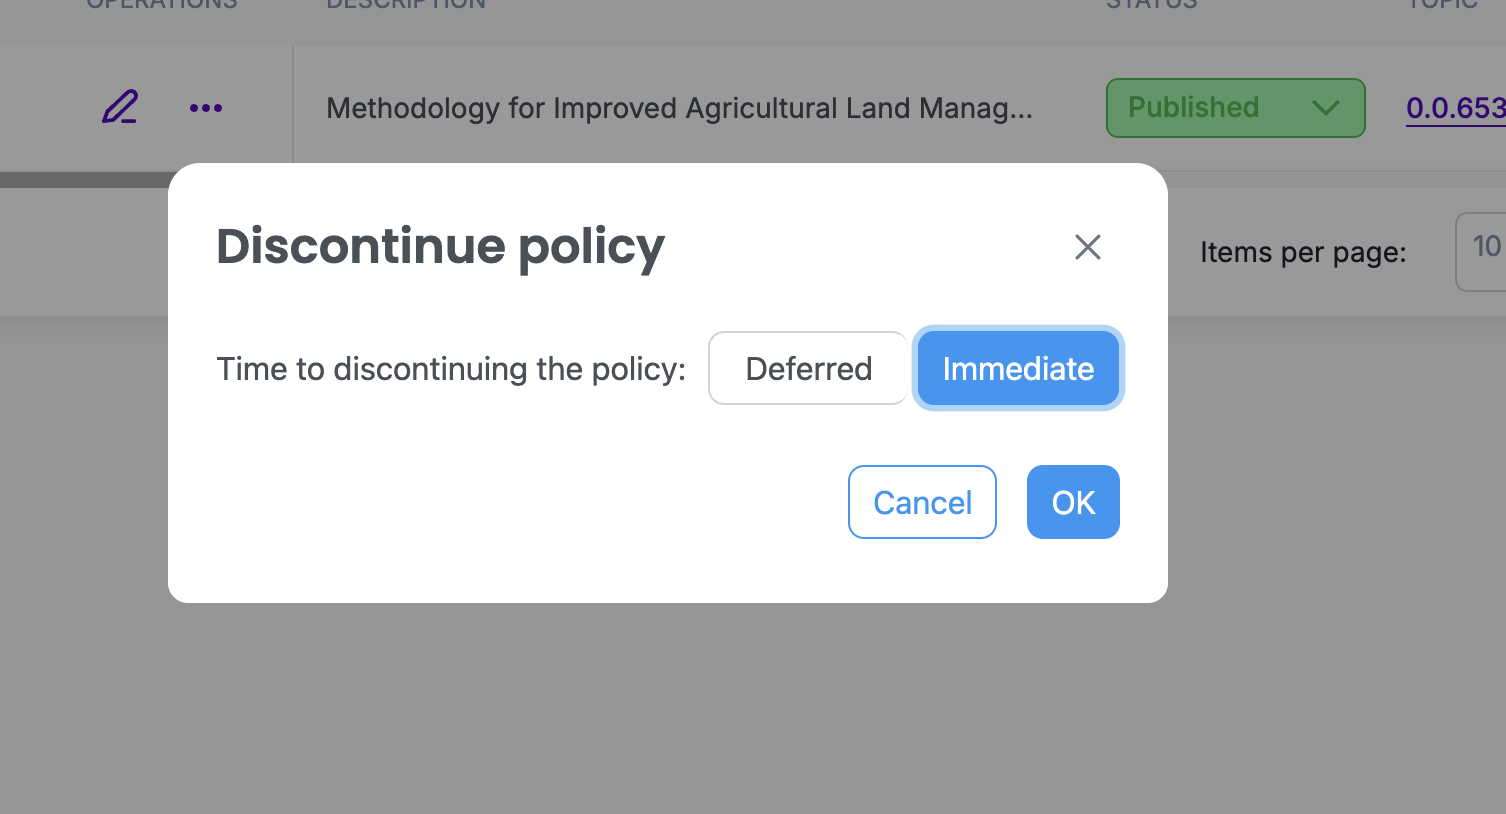 OPERATIONS DESCRIPTION STATUS TOPIC
Methodology for Improved Agricultural Land Manag... Published 0.0.653
Discontinue policy
Items per page: 10
Time to discontinuing the policy: Deferred Immediate
Cancel OK